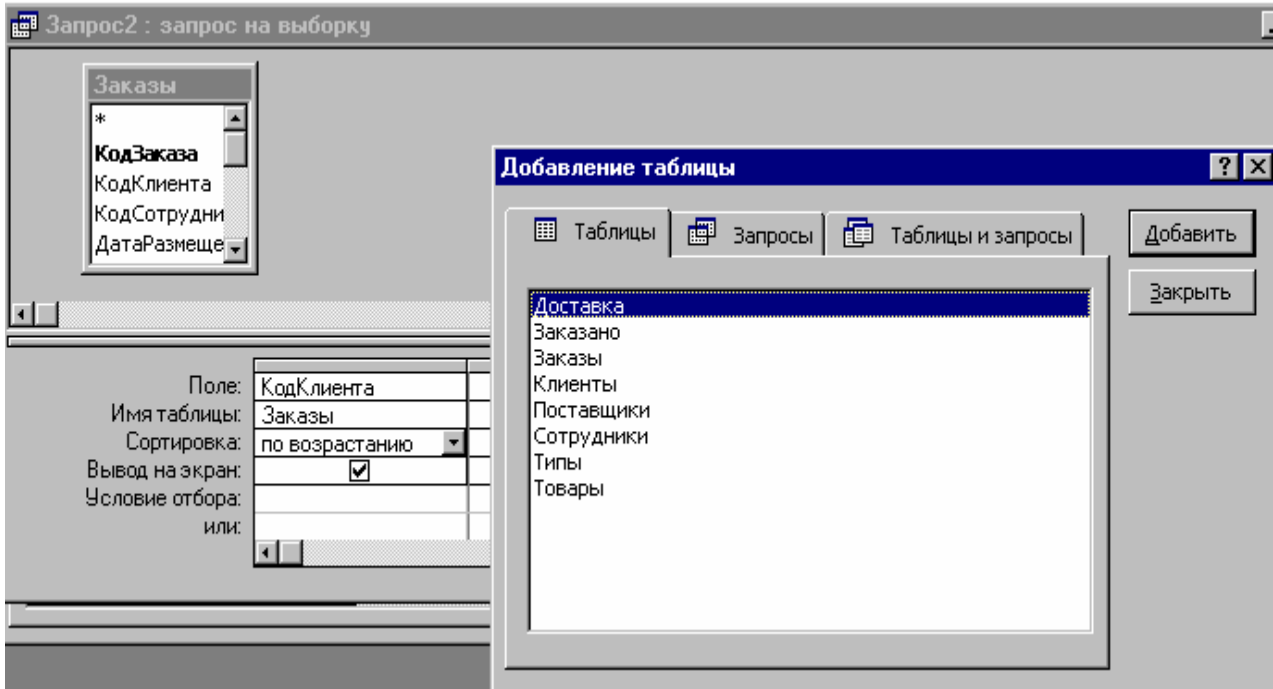 Запрос2 : запрос на выборку
Заказы
*
КодЗаказа
КодКлиента
КодСотрудни
ДатаРазмеще
Добавление таблицы
Таблицы
Запросы
Таблицы и запросы
Добавить
Закрыть
Доставка
Заказано
Заказы
Клиенты
Поставщики
Сотрудники
Типы
Товары
Поле: КодКлиента
Имя таблицы: Заказы
Сортировка: по возрастанию
Вывод на экран:
Условие отбора:
или: